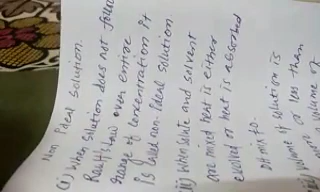 Non Ideal solution.
(i) When solution does not follow
Raoult's law over entire
range of concentration It
is called non-Ideal solution.
(ii) When solute and solvent
are mixed heat is either
evolved or heat is absorbed
ΔH mix ≠ 0.
Volume of solution is
or less than
volume of